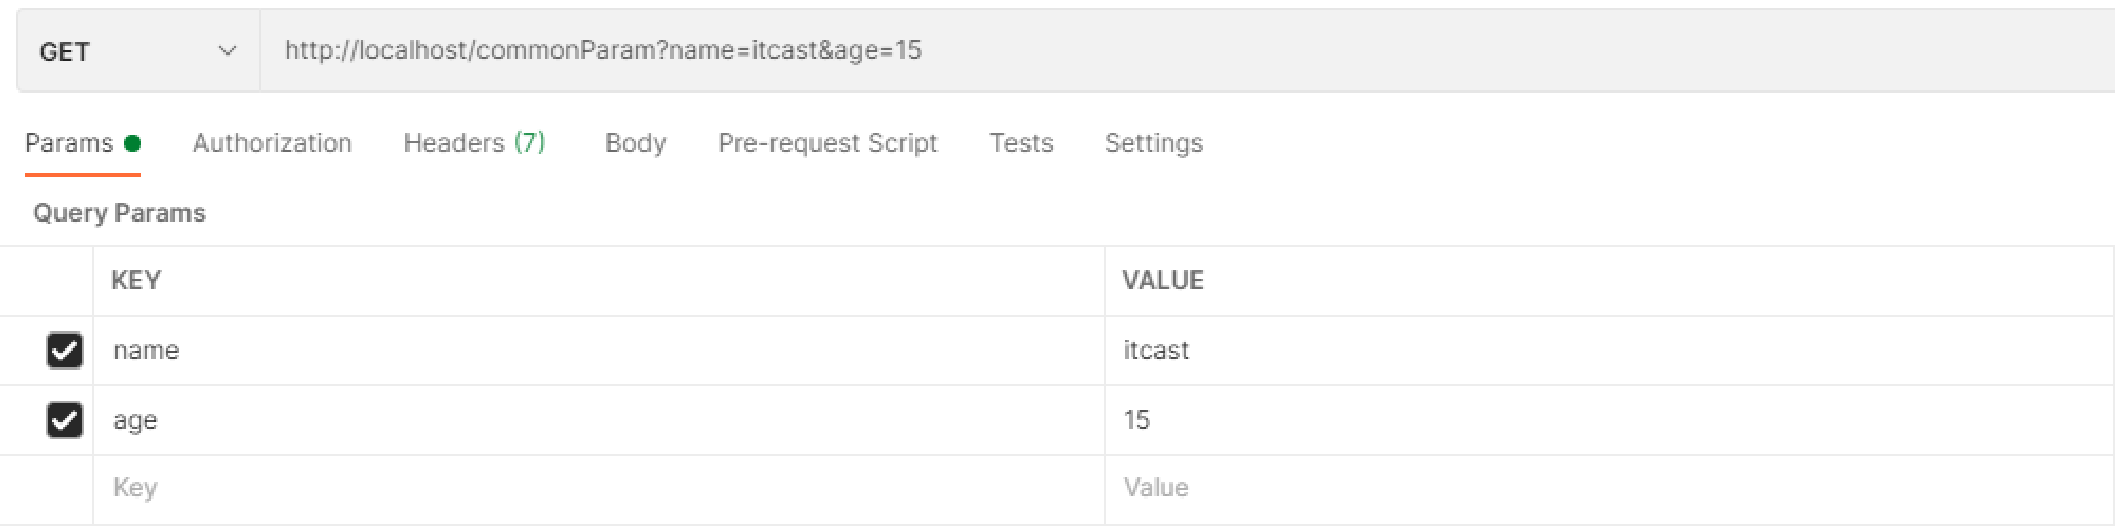 GET http://localhost/commonParam?name=itcast&age=15
Params Authorization Headers (7) Body Pre-request Script Tests Settings
Query Params
KEY VALUE
name itcast
age 15
Key Value